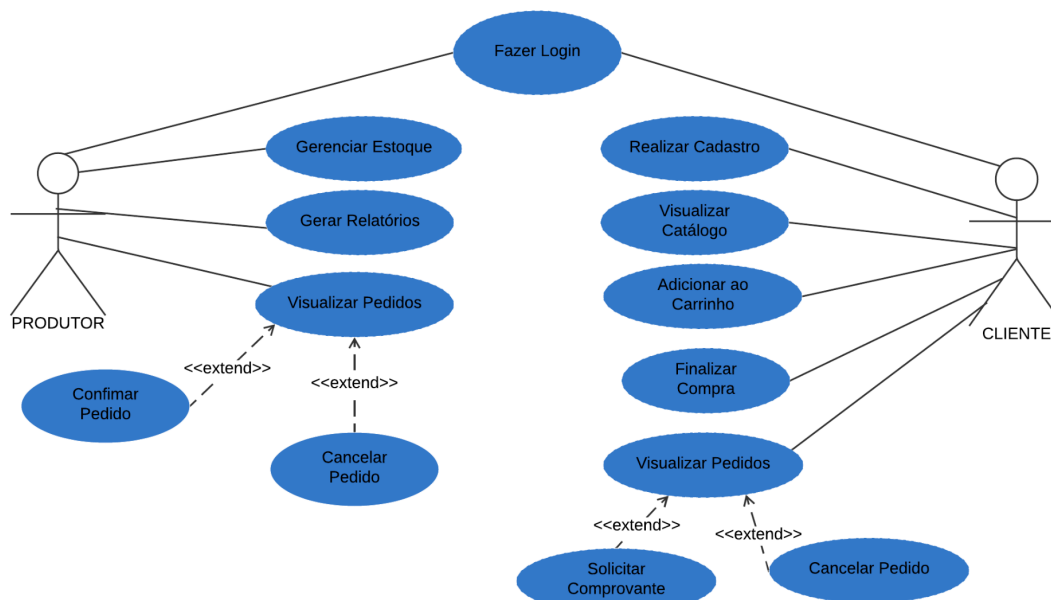 Fazer Login
Gerenciar Estoque
Realizar Cadastro
Gerar Relatórios
Visualizar
Catálogo
Visualizar Pedidos
Adicionar ao
Carrinho
PRODUTOR
CLIENTE
<<extend>>
<<extend>>
Confimar
Pedido
Finalizar
Compra
Cancelar
Pedido
Visualizar Pedidos
<<extend>>
<<extend>>
Solicitar
Comprovante
Cancelar Pedido